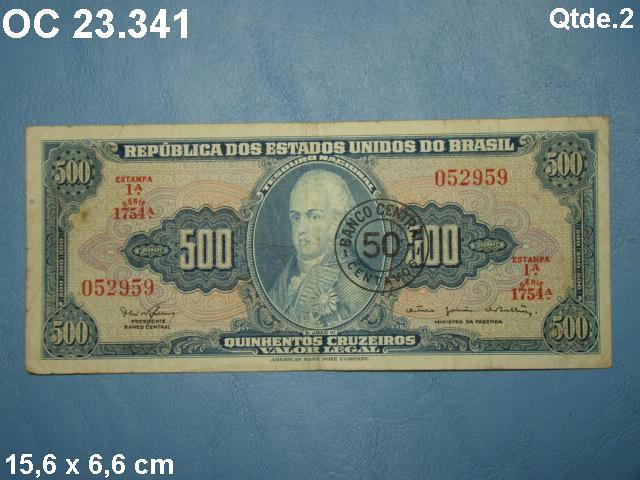 OC 23.341
Qtde.2
REPÚBLICA DOS ESTADOS UNIDOS DO BRASIL
500
500
TESOURO NACIONAL
ESTAMPA
1ª
SÉRIE
1754ª
052959
500
BANCO CENTRAL
50
CENTAVOS
500
052959
ESTAMPA
1ª
SÉRIE
1754ª
PRESIDENTE
BANCO CENTRAL
D. JOÃO VI
MINISTRO DA FAZENDA
500
QUINHENTOS CRUZEIROS
500
VALOR LEGAL
AMERICAN BANK NOTE COMPANY.
15,6 x 6,6 cm